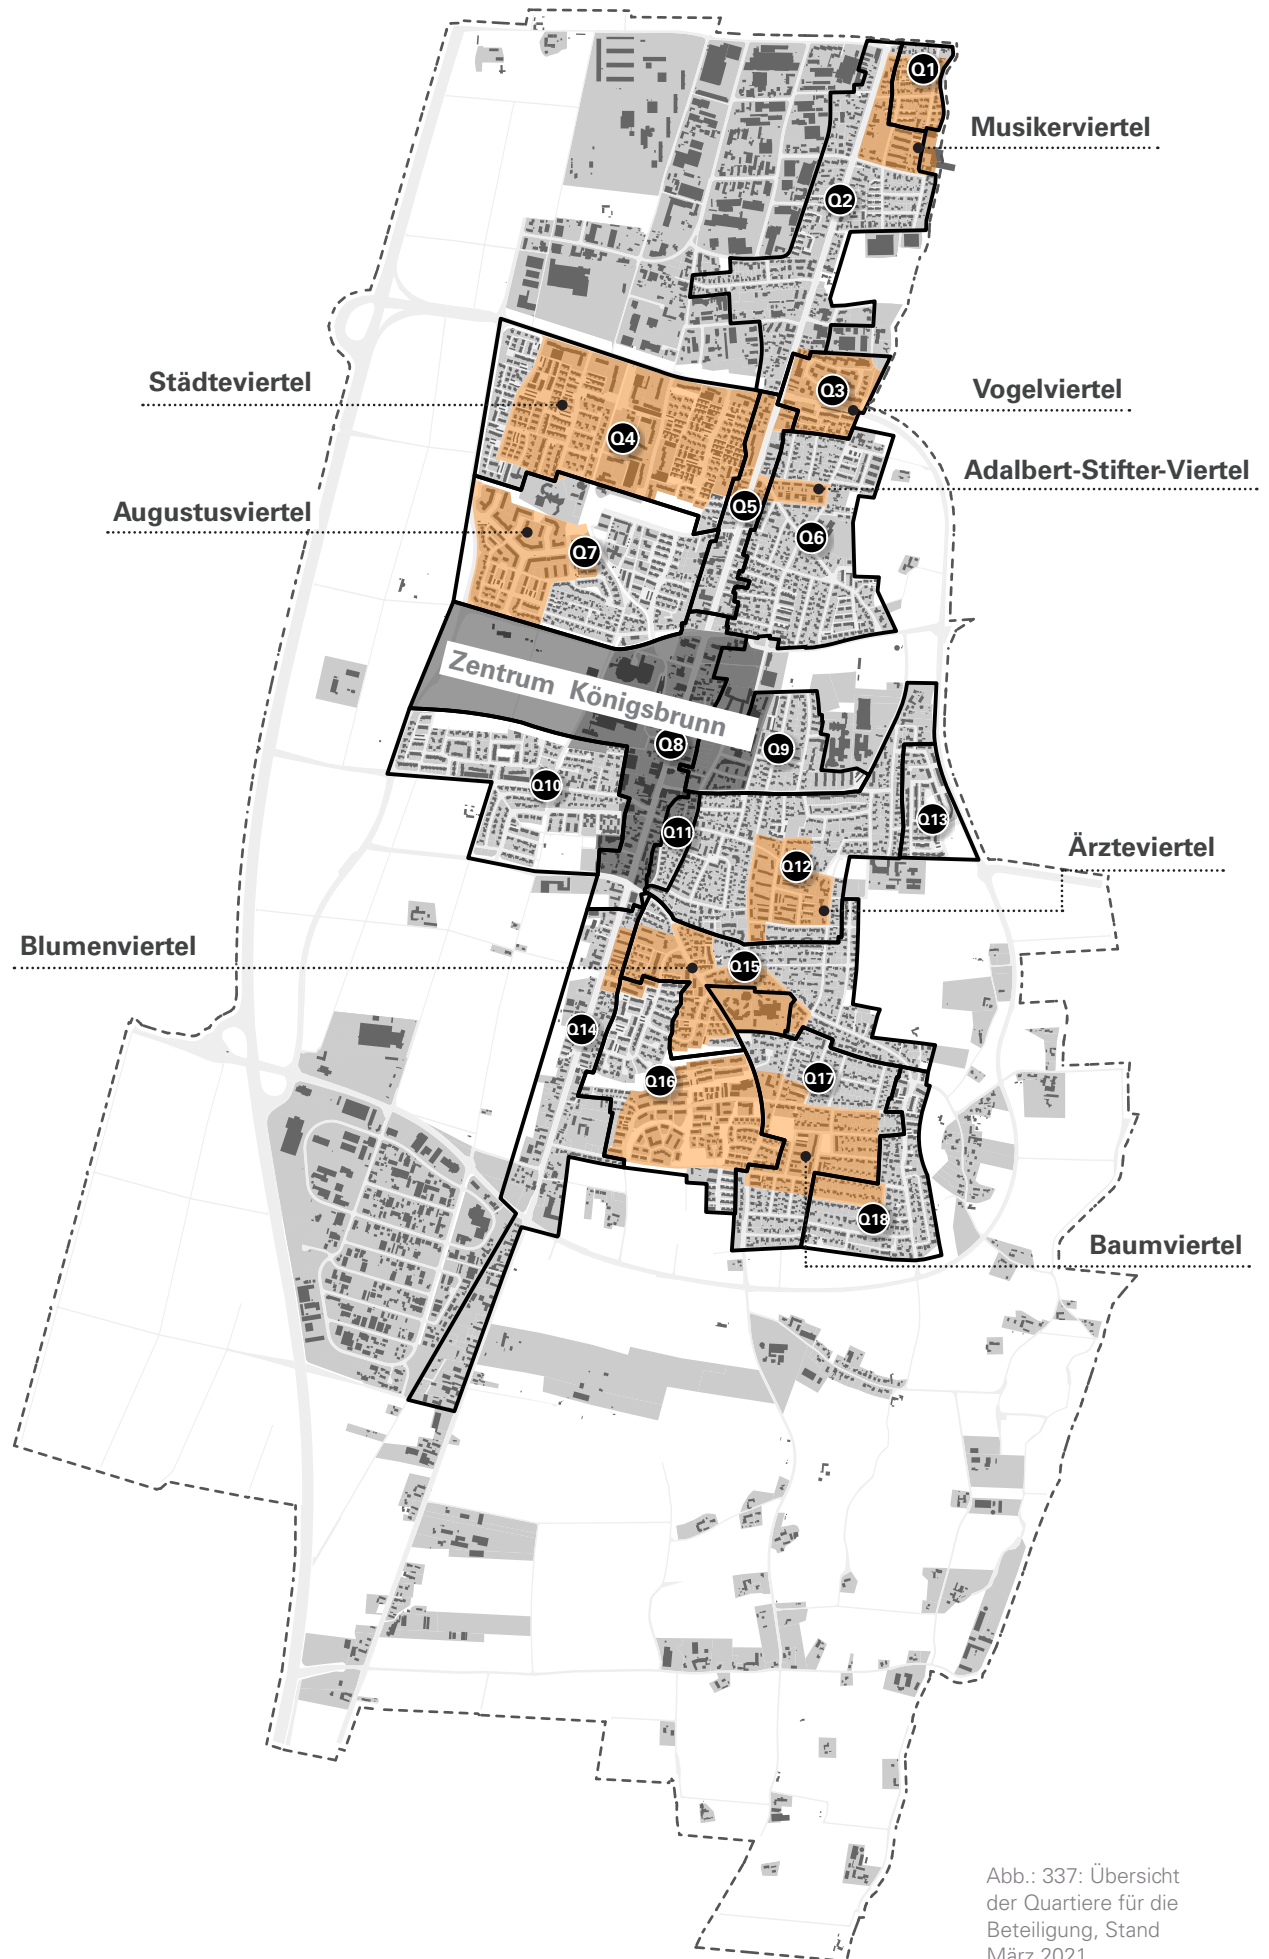 Q1
Musikerviertel
Q2
Städteviertel
Q3
Vogelviertel
Q4
Adalbert-Stifter-Viertel
Augustusviertel
Q5
Q6
Q7
Zentrum Königsbrunn
Q8
Q9
Q10
Q11
Q13
Ärzteviertel
Q12
Blumenviertel
Q15
Q14
Q16
Q17
Q18
Baumviertel
Abb.: 337: Übersicht
der Quartiere für die
Beteiligung, Stand
März 2021